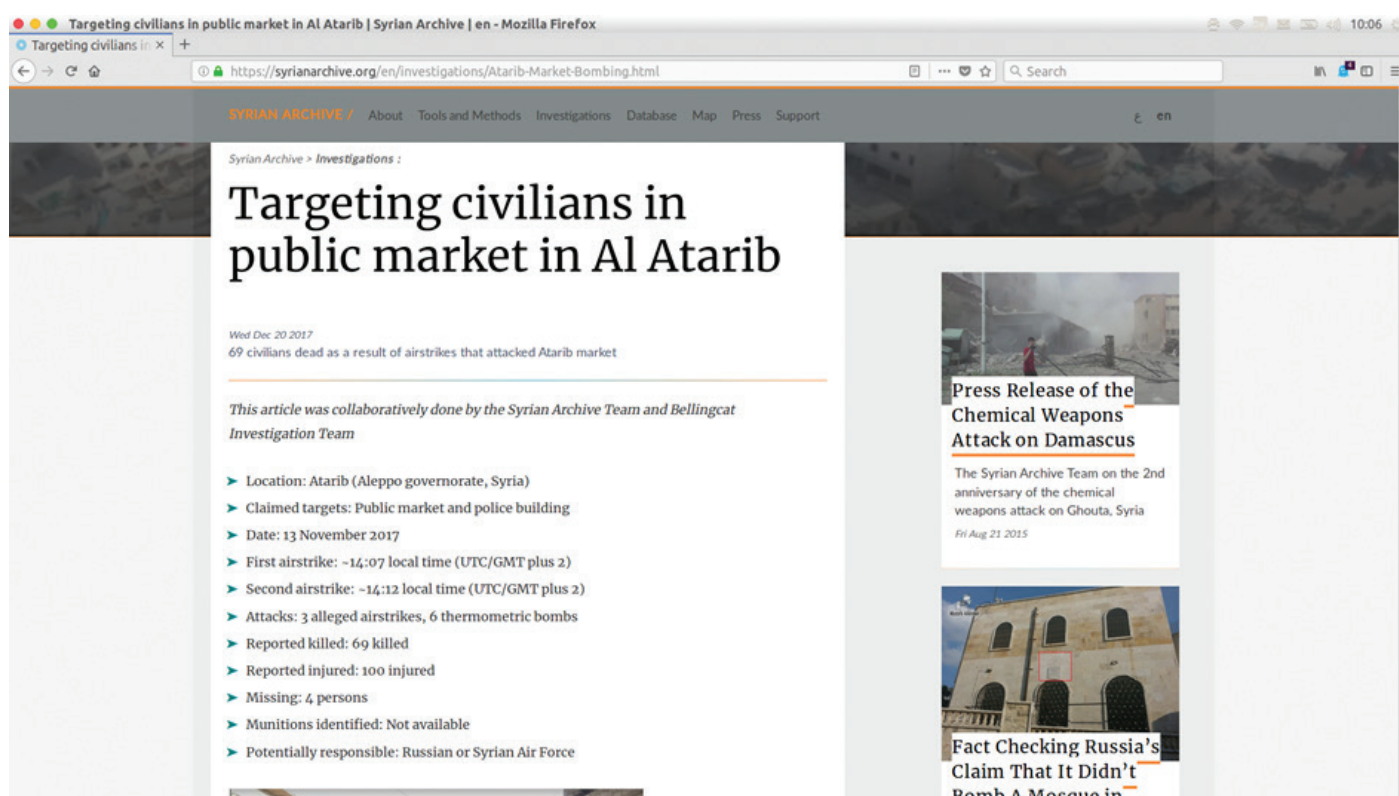 Targeting civilians in public market in Al Atarib | Syrian Archive | en - Mozilla Firefox
10:06
Targeting civilians in
https://syrianarchive.org/en/investigations/Atarib-Market-Bombing.html
Search
4
SYRIAN ARCHIVE / About Tools and Methods Investigations Database Map Press Support
ع en
Syrian Archive > Investigations :
Targeting civilians in
public market in Al Atarib
Wed Dec 20 2017
69 civilians dead as a result of airstrikes that attacked Atarib market
This article was collaboratively done by the Syrian Archive Team and Bellingcat
Investigation Team
➤ Location: Atarib (Aleppo governorate, Syria)
➤ Claimed targets: Public market and police building
➤ Date: 13 November 2017
➤ First airstrike: ~14:07 local time (UTC/GMT plus 2)
➤ Second airstrike: ~14:12 local time (UTC/GMT plus 2)
➤ Attacks: 3 alleged airstrikes, 6 thermometric bombs
➤ Reported killed: 69 killed
➤ Reported injured: 100 injured
➤ Missing: 4 persons
➤ Munitions identified: Not available
➤ Potentially responsible: Russian or Syrian Air Force
Press Release of the
Chemical Weapons
Attack on Damascus
The Syrian Archive Team on the 2nd
anniversary of the chemical
weapons attack on Ghouta, Syria
Fri Aug 21 2015
Fact Checking Russia's
Claim That It Didn't
Bomb A Mosque in